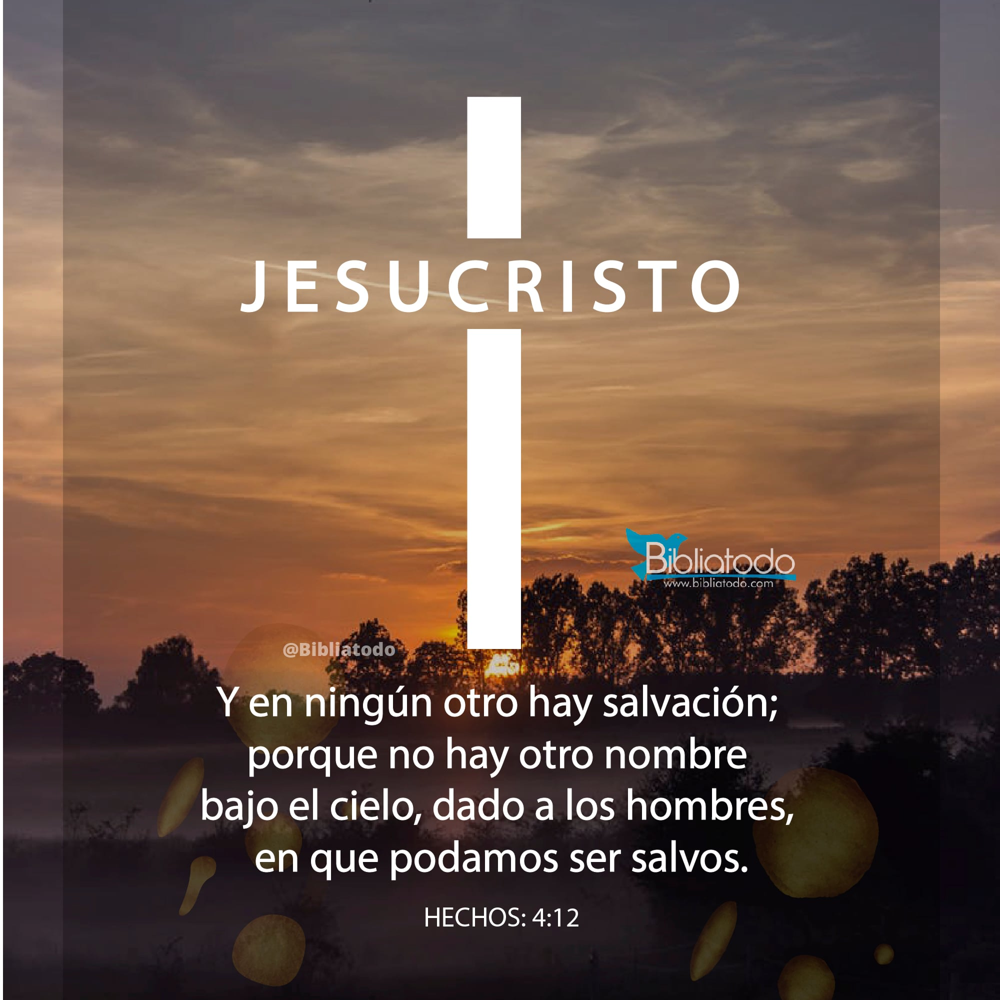 JESUCRISTO
Bibliatodo
www.bibliatodo.com
@Bibliatodo
Y en ningún otro hay salvación;
porque no hay otro nombre
bajo el cielo, dado a los hombres,
en que podamos ser salvos.
HECHOS: 4:12